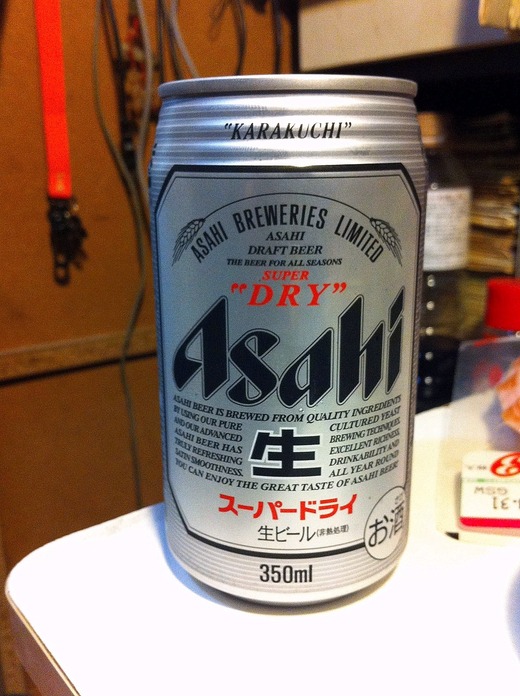 "KARAKUCHI"
ASAHI BREWERIES LIMITED
ASAHI
DRAFT BEER
THE BEER FOR ALL SEASONS
SUPER
"DRY"
Asahi
ASAHI BEER IS BREWED FROM QUALITY INGREDIENTS
BY USING OUR PURE CULTURED YEAST
AND OUR ADVANCED BREWING TECHNIQUES.
ASAHI BEER HAS EXCELLENT RICHNESS,
TRULY REFRESHING DRINKABILITY AND
SATIN SMOOTHNESS. ALL YEAR ROUND
生
YOU CAN ENJOY THE GREAT TASTE OF ASAHI BEER!
スーパードライ
生ビール(非熱処理)
お酒
350ml
.31
GSW